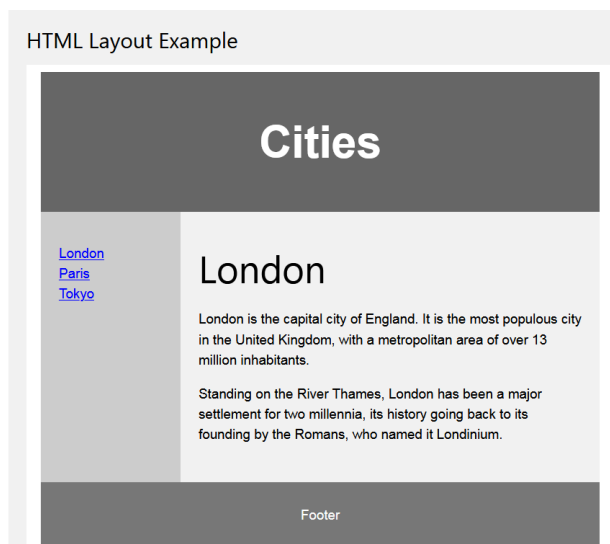 HTML Layout Example
Cities
London
Paris
Tokyo
London
London is the capital city of England. It is the most populous city
in the United Kingdom, with a metropolitan area of over 13
million inhabitants.
Standing on the River Thames, London has been a major
settlement for two millennia, its history going back to its
founding by the Romans, who named it Londinium.
Footer